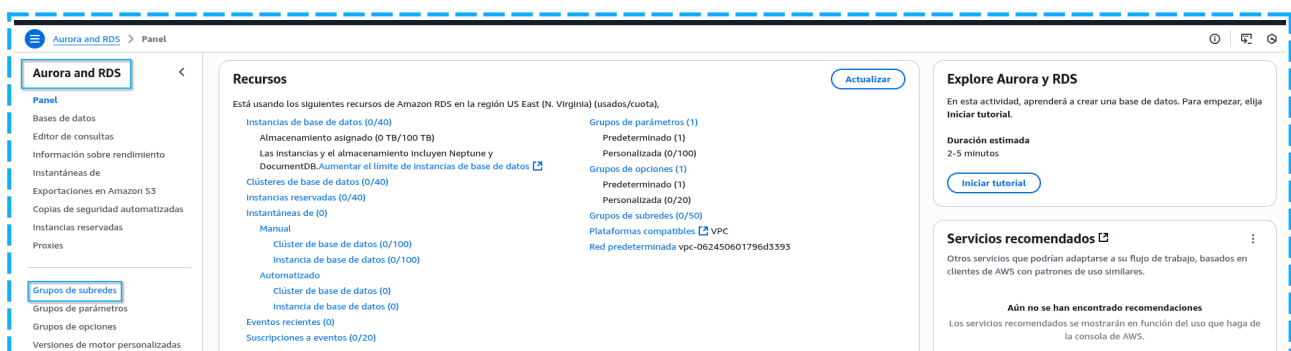 Aurora and RDS > Panel
Aurora and RDS
Panel
Bases de datos
Editor de consultas
Información sobre rendimiento
Instantáneas de
Exportaciones en Amazon S3
Copias de seguridad automatizadas
Instancias reservadas
Proxies
Grupos de subredes
Grupos de parámetros
Grupos de opciones
Versiones de motor personalizadas
Recursos
Actualizar
Está usando los siguientes recursos de Amazon RDS en la región US East (N. Virginia) (usados/cuota),
Instancias de base de datos (0/40)
Almacenamiento asignado (0 TB/100 TB)
Las instancias y el almacenamiento incluyen Neptune y
DocumentDB.Aumentar el límite de instancias de base de datos
Clústeres de base de datos (0/40)
Instancias reservadas (0/40)
Instantáneas de (0)
Manual
Clúster de base de datos (0/100)
Instancia de base de datos (0/100)
Automatizado
Clúster de base de datos (0)
Instancia de base de datos (0)
Eventos recientes (0)
Suscripciones a eventos (0/20)
Grupos de parámetros (1)
Predeterminado (1)
Personalizada (0/100)
Grupos de opciones (1)
Predeterminado (1)
Personalizada (0/20)
Grupos de subredes (0/50)
Plataformas compatibles VPC
Red predeterminada vpc-062450601796d3393
Explore Aurora y RDS
En esta actividad, aprenderá a crear una base de datos. Para empezar, elija
Iniciar tutorial.
Duración estimada
2-5 minutos
Iniciar tutorial
Servicios recomendados
Otros servicios que podrían adaptarse a su flujo de trabajo, basados en
clientes de AWS con patrones de uso similares.
Aún no se han encontrado recomendaciones
Los servicios recomendados se mostrarán en función del uso que haga de
la consola de AWS.